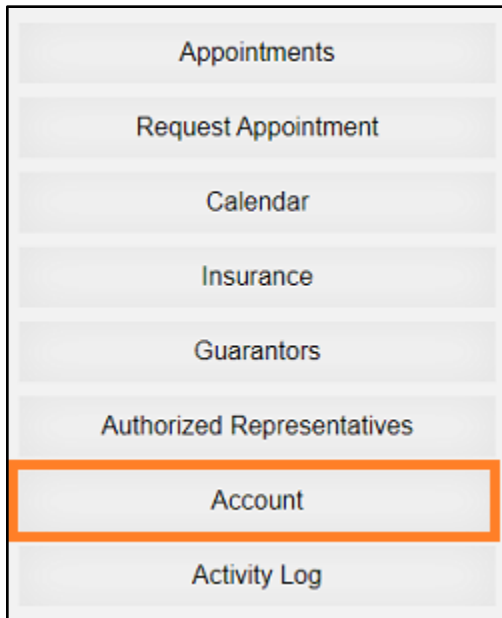 Appointments
Request Appointment
Calendar
Insurance
Guarantors
Authorized Representatives
Account
Activity Log